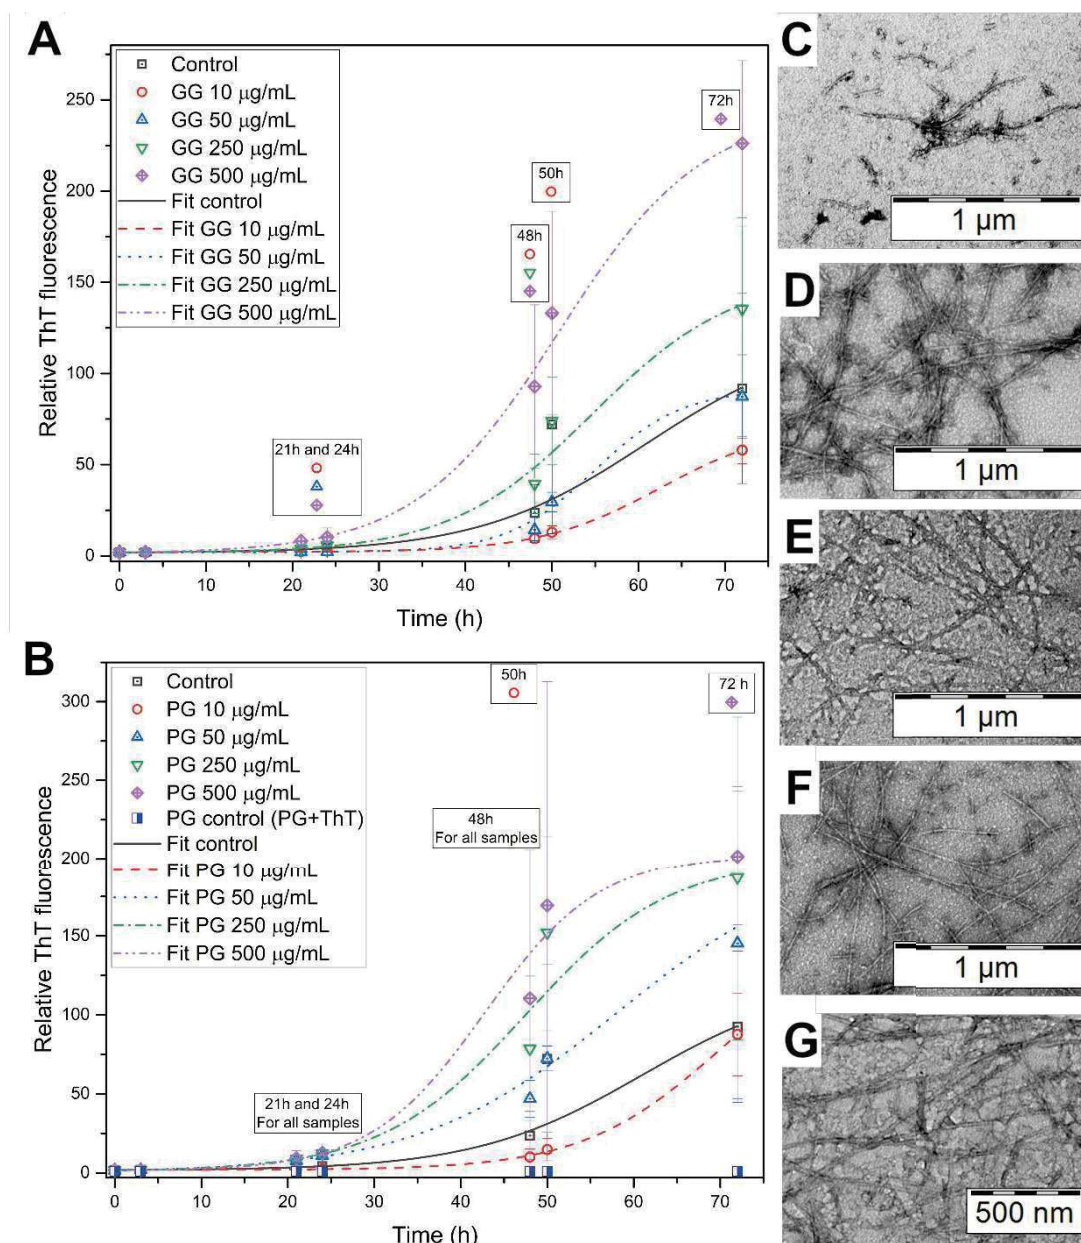 A
Control
GG 10 μg/mL
GG 50 μg/mL
GG 250 μg/mL
GG 500 μg/mL
Fit control
Fit GG 10 μg/mL
Fit GG 50 μg/mL
Fit GG 250 μg/mL
Fit GG 500 μg/mL
72h
50h
48h
21h and 24h
Relative ThT fluorescence
250
200
150
100
50
0
0 10 20 30 40 50 60 70
Time (h)
B
Control
PG 10 μg/mL
PG 50 μg/mL
PG 250 μg/mL
PG 500 μg/mL
PG control (PG+ThT)
Fit control
Fit PG 10 μg/mL
Fit PG 50 μg/mL
Fit PG 250 μg/mL
Fit PG 500 μg/mL
50h
72 h
48h
For all samples
21h and 24h
For all samples
Relative ThT fluorescence
300
250
200
150
100
50
0
0 10 20 30 40 50 60 70
Time (h)
C
1 μm
D
1 μm
E
1 μm
F
1 μm
G
500 nm